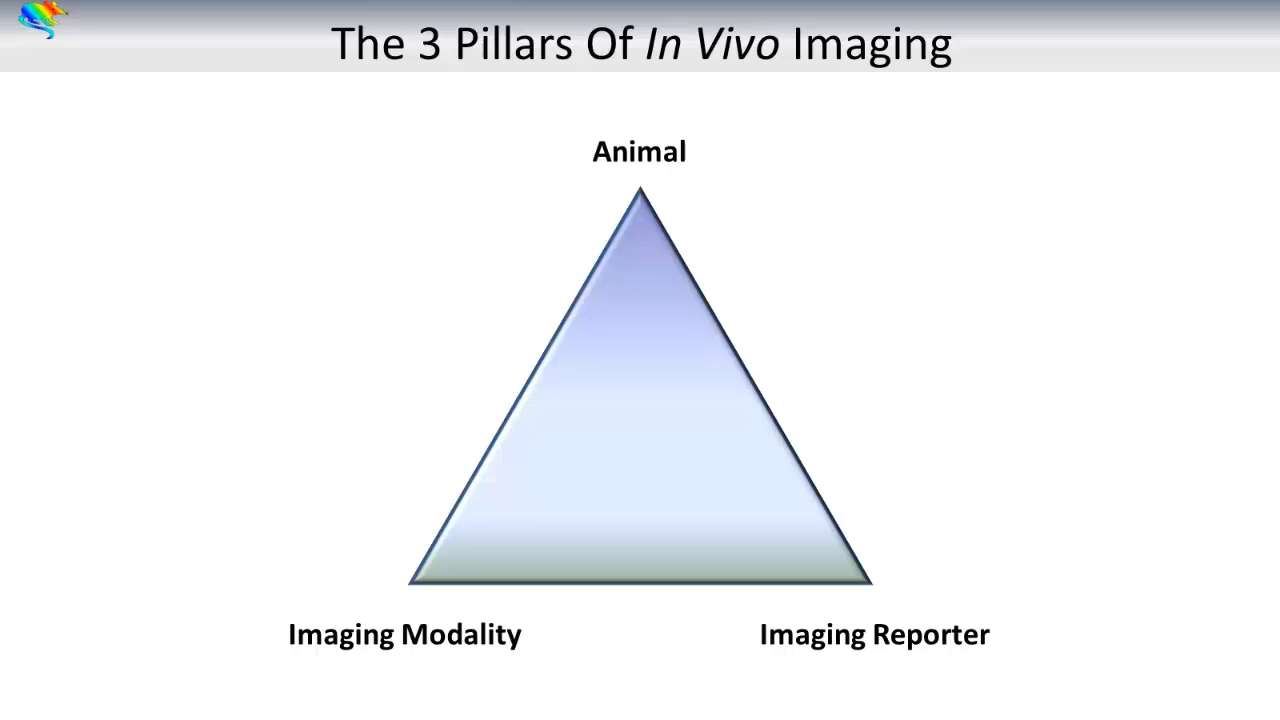 The 3 Pillars Of In Vivo Imaging
Animal
Imaging Modality
Imaging Reporter